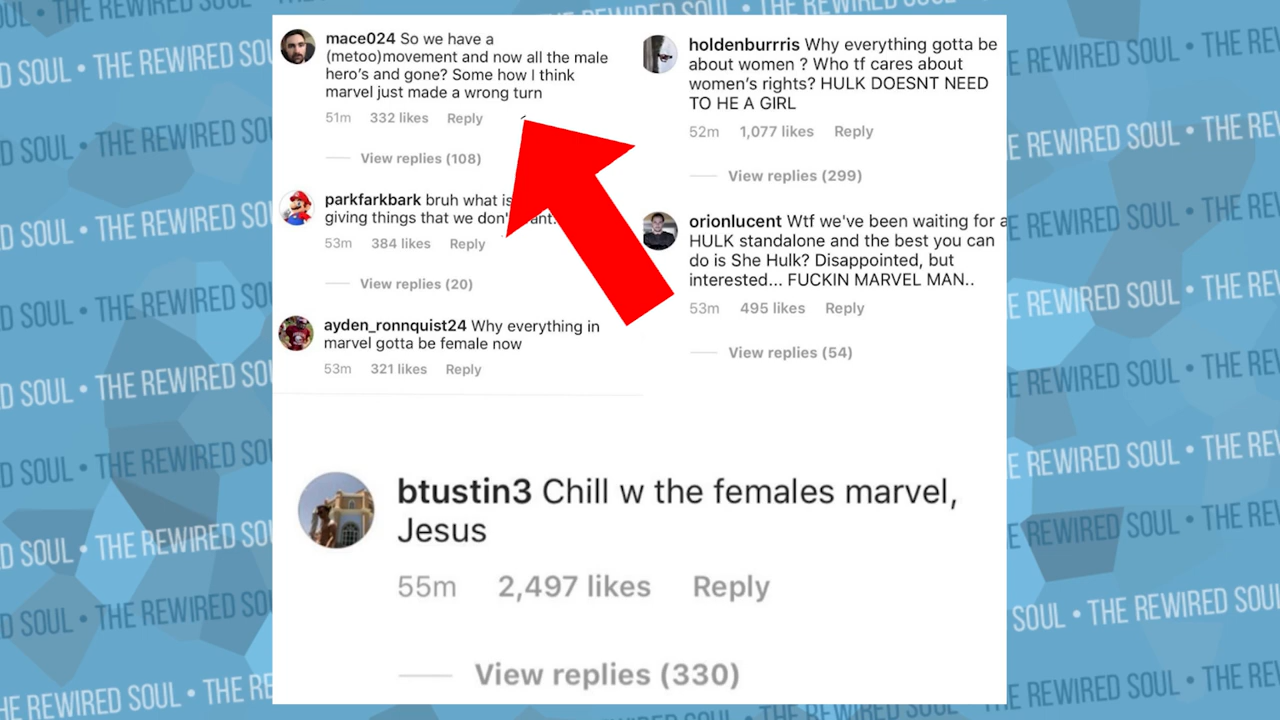 mace024 So we have a
(metoo)movement and now all the male
hero's and gone? Some how I think
marvel just made a wrong turn
51m 332 likes Reply
View replies (108)
parkfarkbark bruh what is
giving things that we don't
53m 384 likes Reply
View replies (20)
ayden_ronnquist24 Why everything in
marvel gotta be female now
53m 321 likes Reply
holdenburrris Why everything gotta be
about women ? Who tf cares about
women's rights? HULK DOESNT NEED
TO HE A GIRL
52m 1,077 likes Reply
View replies (299)
orionlucent Wtf we've been waiting for a
HULK standalone and the best you can
do is She Hulk? Disappointed, but
interested... FUCKIN MARVEL MAN..
53m 495 likes Reply
View replies (54)
btustin3 Chill w the females marvel,
Jesus
55m 2,497 likes Reply
View replies (330)
THE REWIRED SOUL • THE REWIRED SOUL